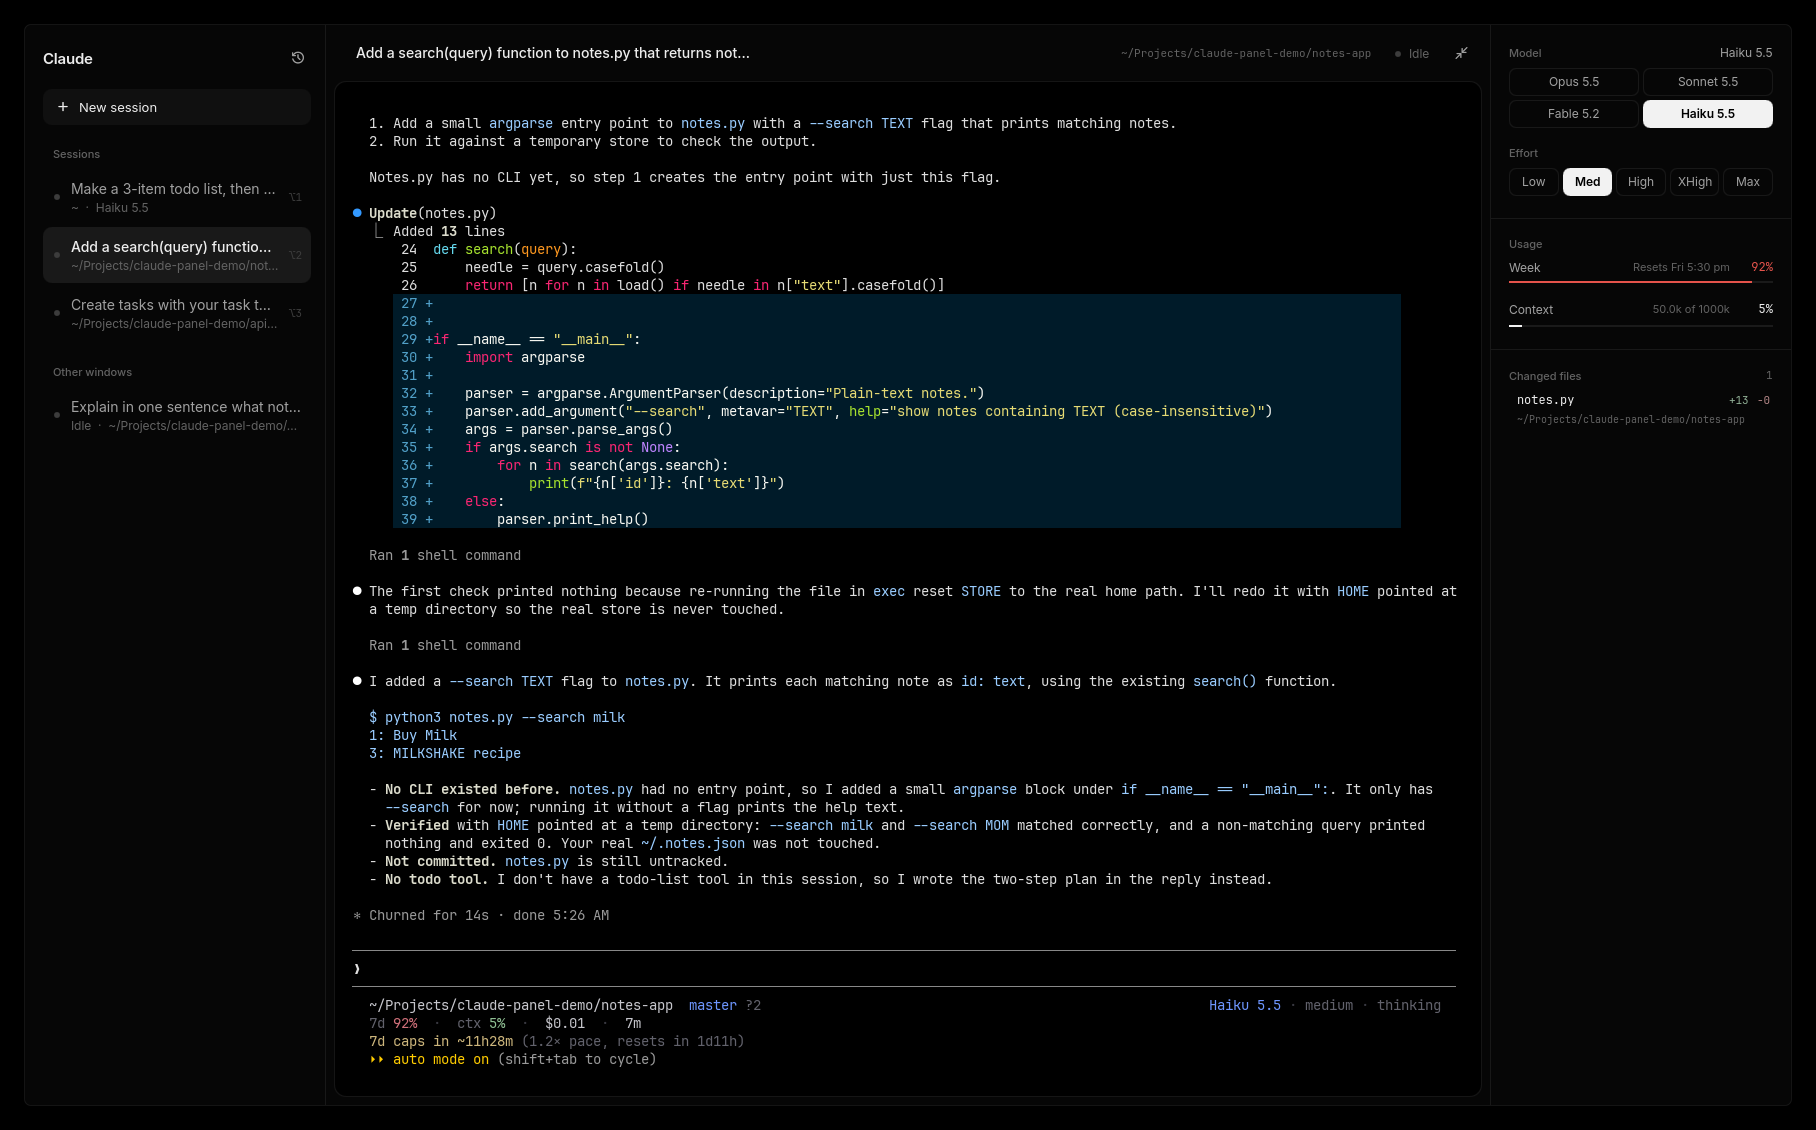 Claude
+ New session
Sessions
Make a 3-item todo list, then ...
~ · Haiku 5.5
⌥1
Add a search(query) functio...
~/Projects/claude-panel-demo/not...
⌥2
Create tasks with your task t...
~/Projects/claude-panel-demo/api...
⌥3
Other windows
Explain in one sentence what not...
Idle · ~/Projects/claude-panel-demo/...
Add a search(query) function to notes.py that returns not...
~/Projects/claude-panel-demo/notes-app
Idle
1. Add a small argparse entry point to notes.py with a --search TEXT flag that prints matching notes.
2. Run it against a temporary store to check the output.
Notes.py has no CLI yet, so step 1 creates the entry point with just this flag.
● Update(notes.py)
⎿ Added 13 lines
24 def search(query):
25 needle = query.casefold()
26 return [n for n in load() if needle in n["text"].casefold()]
27 +
28 +
29 +if __name__ == "__main__":
30 + import argparse
31 +
32 + parser = argparse.ArgumentParser(description="Plain-text notes.")
33 + parser.add_argument("--search", metavar="TEXT", help="show notes containing TEXT (case-insensitive)")
34 + args = parser.parse_args()
35 + if args.search is not None:
36 + for n in search(args.search):
37 + print(f"{n['id']}: {n['text']}")
38 + else:
39 + parser.print_help()
Ran 1 shell command
● The first check printed nothing because re-running the file in exec reset STORE to the real home path. I'll redo it with HOME pointed at
a temp directory so the real store is never touched.
Ran 1 shell command
● I added a --search TEXT flag to notes.py. It prints each matching note as id: text, using the existing search() function.
$ python3 notes.py --search milk
1: Buy Milk
3: MILKSHAKE recipe
- No CLI existed before. notes.py had no entry point, so I added a small argparse block under if __name__ == "__main__":. It only has
--search for now; running it without a flag prints the help text.
- Verified with HOME pointed at a temp directory: --search milk and --search MOM matched correctly, and a non-matching query printed
nothing and exited 0. Your real ~/.notes.json was not touched.
- Not committed. notes.py is still untracked.
- No todo tool. I don't have a todo-list tool in this session, so I wrote the two-step plan in the reply instead.
✻ Churned for 14s · done 5:26 AM
❯
~/Projects/claude-panel-demo/notes-app master ?2
Haiku 5.5 · medium · thinking
7d 92% · ctx 5% · $0.01 · 7m
7d caps in ~11h28m (1.2× pace, resets in 1d11h)
⏵⏵ auto mode on (shift+tab to cycle)
Model Haiku 5.5
Opus 5.5 Sonnet 5.5
Fable 5.2 Haiku 5.5
Effort
Low Med High XHigh Max
Usage
Week Resets Fri 5:30 pm 92%
Context 50.0k of 1000k 5%
Changed files 1
notes.py +13 -0
~/Projects/claude-panel-demo/notes-app